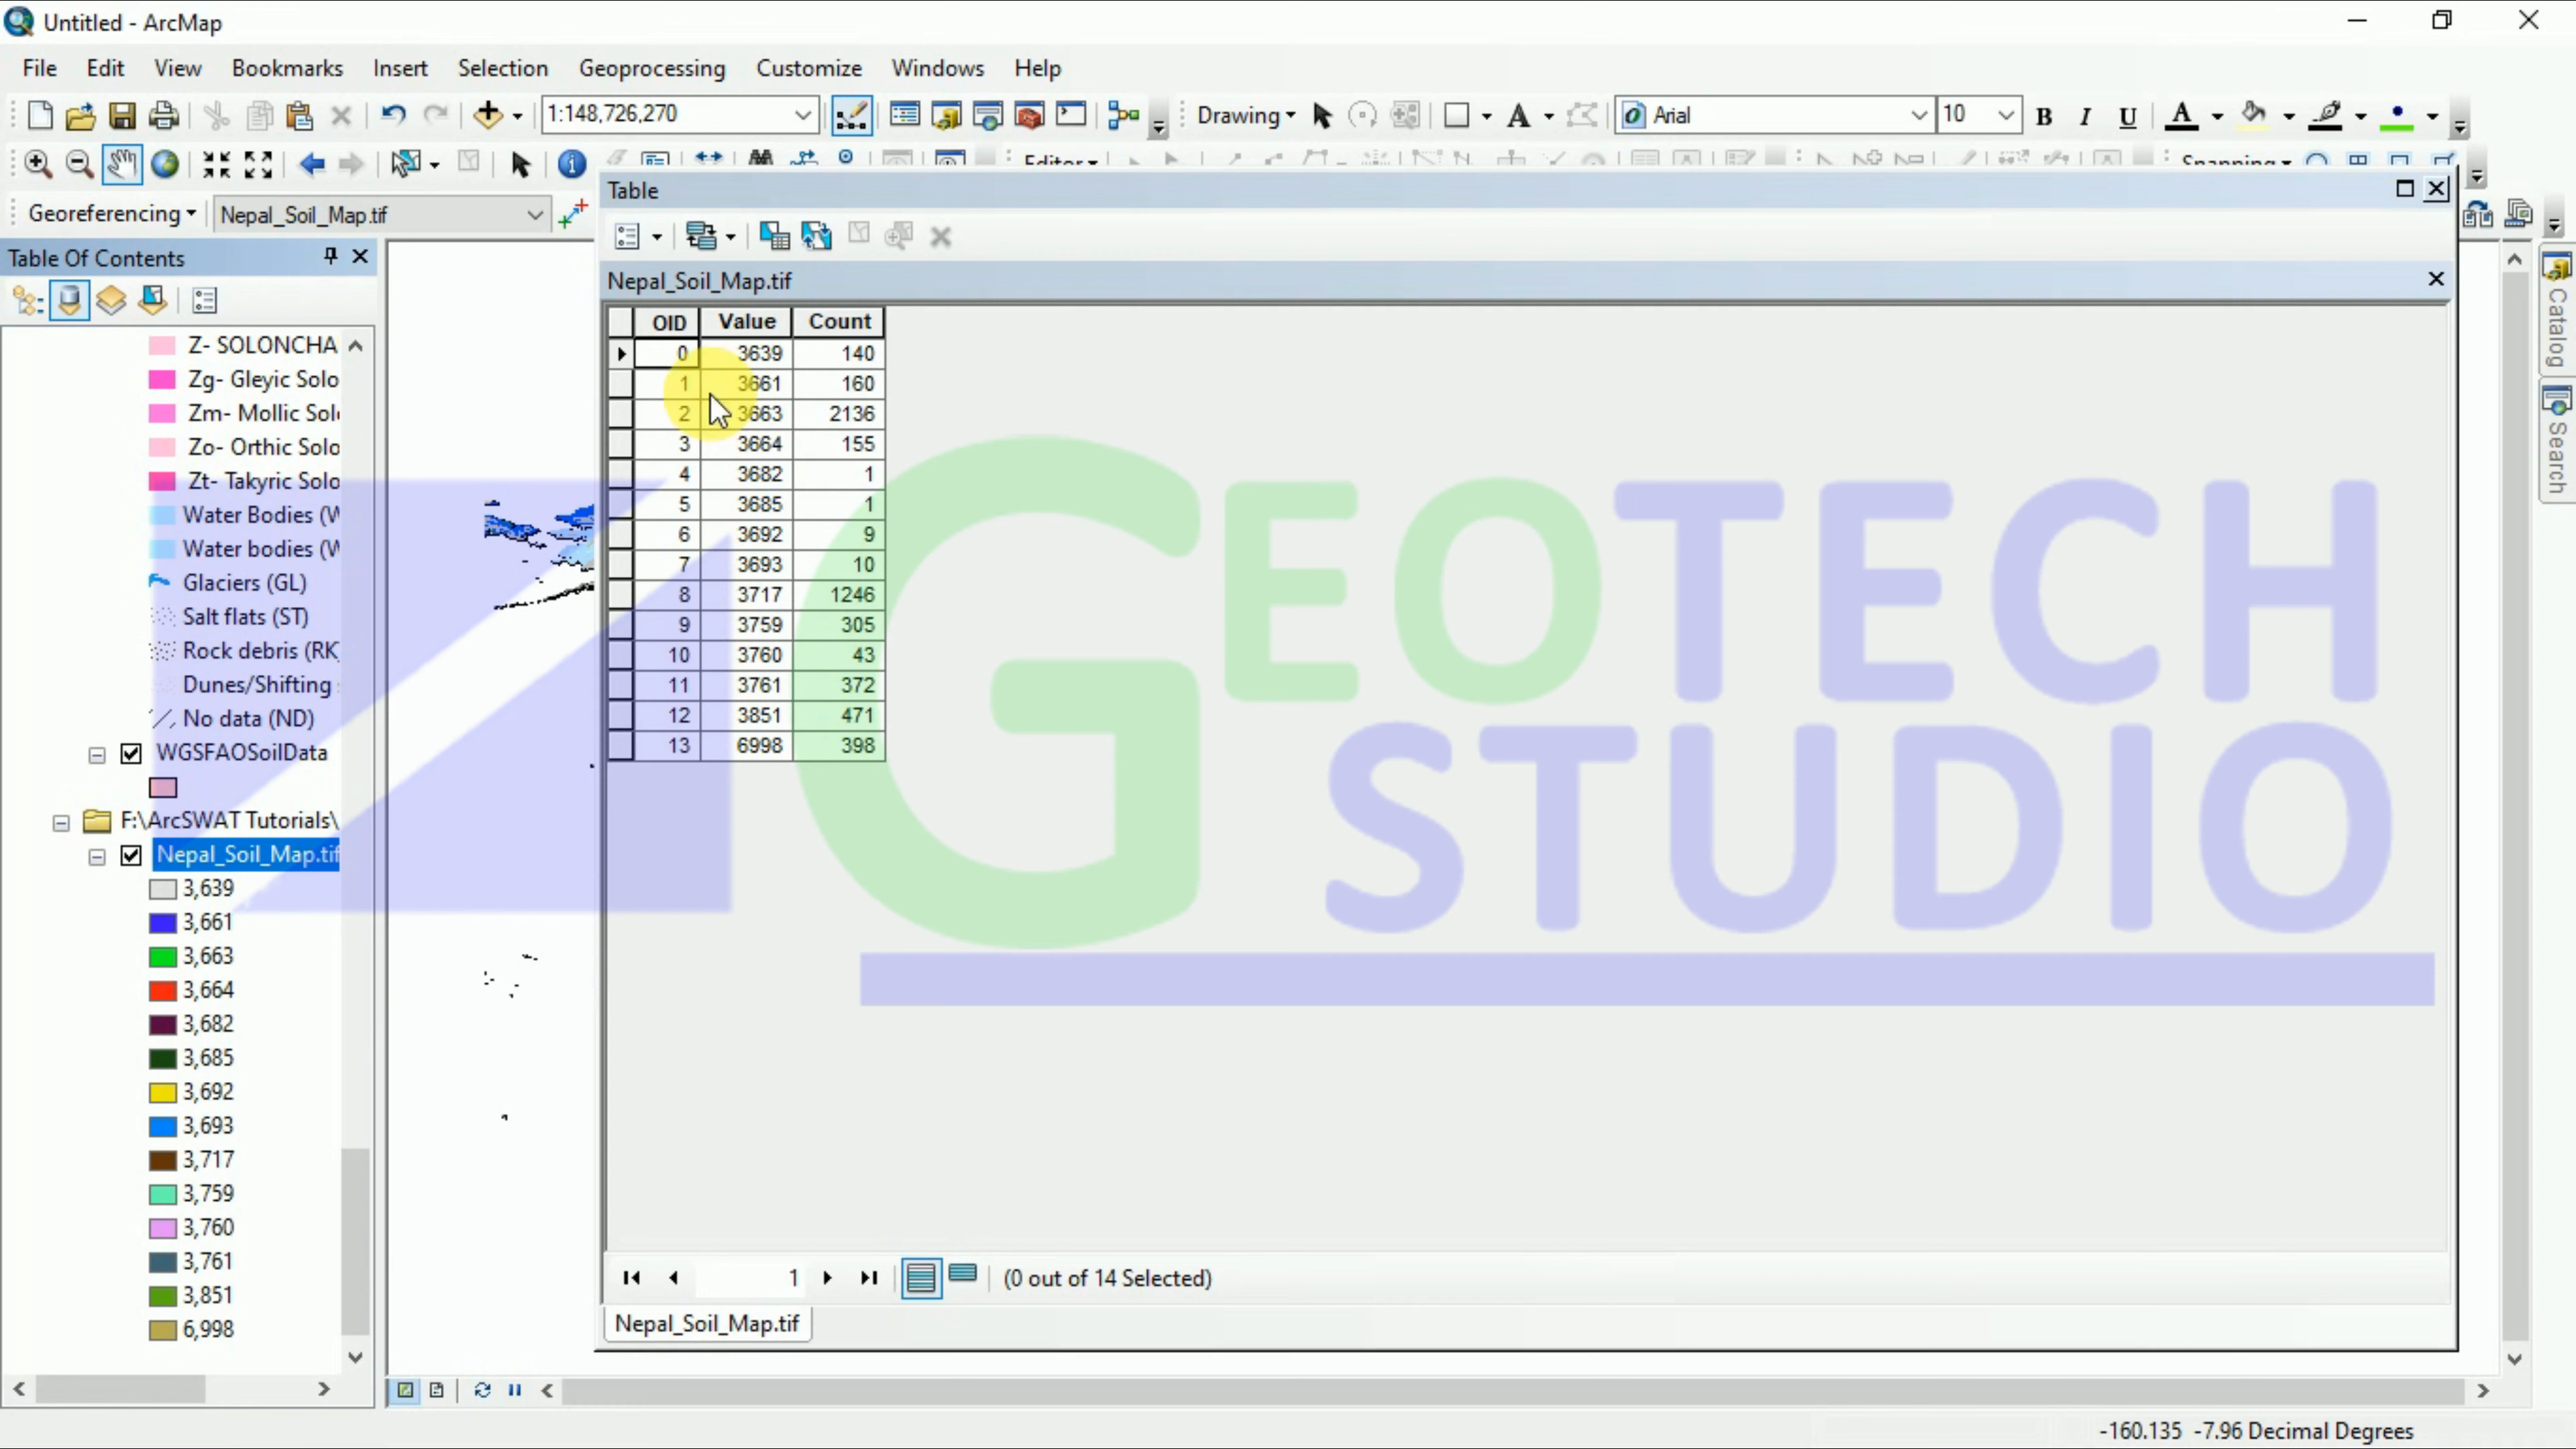 Untitled - ArcMap
File Edit View Bookmarks Insert Selection Geoprocessing Customize Windows Help
1:148,726,270 Drawing Arial 10 B I U A
Editor Snapping
Georeferencing Nepal_Soil_Map.tif
Table
Table Of Contents
Nepal_Soil_Map.tif
Z- SOLONCHA
Zg- Gleyic Solo
Zm- Mollic Sol
Zo- Orthic Solo
Zt- Takyric Solo
Water Bodies (W
Water bodies (W
Glaciers (GL)
Salt flats (ST)
Rock debris (RK
Dunes/Shifting
No data (ND)
WGSFAOSoilData
F:\ArcSWAT Tutorials\
Nepal_Soil_Map.tif
3,639
3,661
3,663
3,664
3,682
3,685
3,692
3,693
3,717
3,759
3,760
3,761
3,851
6,998
OID Value Count
0 3639 140
1 3661 160
2 3663 2136
3 3664 155
4 3682 1
5 3685 1
6 3692 9
7 3693 10
8 3717 1246
9 3759 305
10 3760 43
11 3761 372
12 3851 471
13 6998 398
GEOTECH
STUDIO
1 (0 out of 14 Selected)
Nepal_Soil_Map.tif
Catalog
Search
-160.135 -7.96 Decimal Degrees